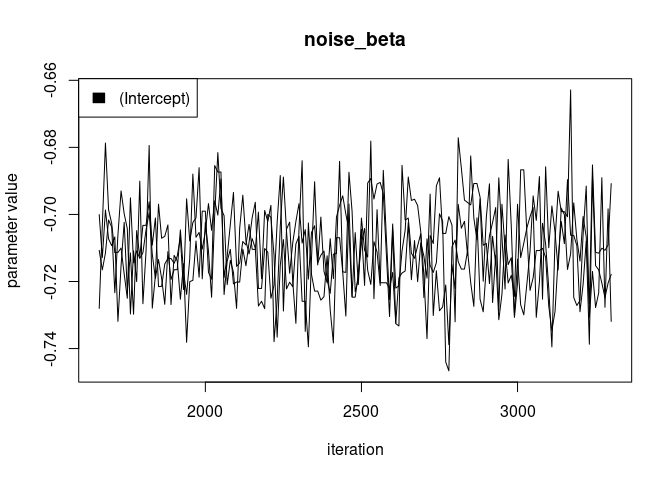 noise_beta
(Intercept)
parameter value
-0.66
-0.68
-0.70
-0.72
-0.74
2000 2500 3000
iteration